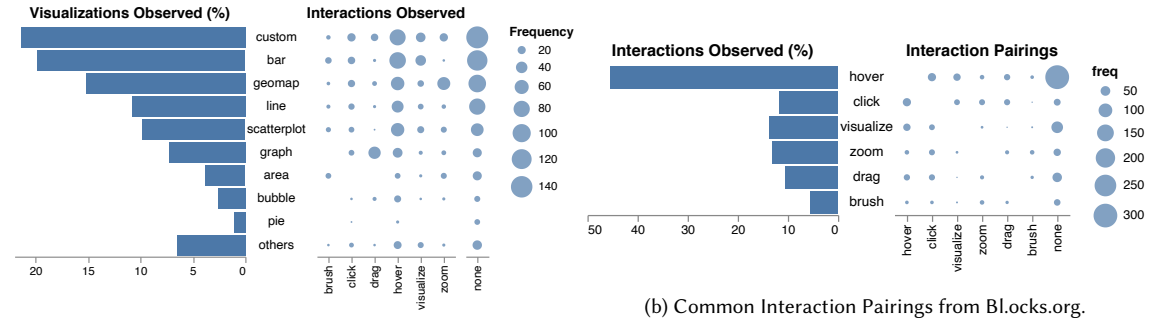 Visualizations Observed (%)
Interactions Observed
custom
bar
geomap
line
scatterplot
graph
area
bubble
pie
others
20
15
10
5
0
brush
click
drag
hover
visualize
zoom
none
Frequency
20
40
60
80
100
120
140
Interactions Observed (%)
Interaction Pairings
hover
click
visualize
zoom
drag
brush
50
40
30
20
10
0
hover
click
visualize
zoom
drag
brush
none
freq
50
100
150
200
250
300
(b) Common Interaction Pairings from Bl.ocks.org.